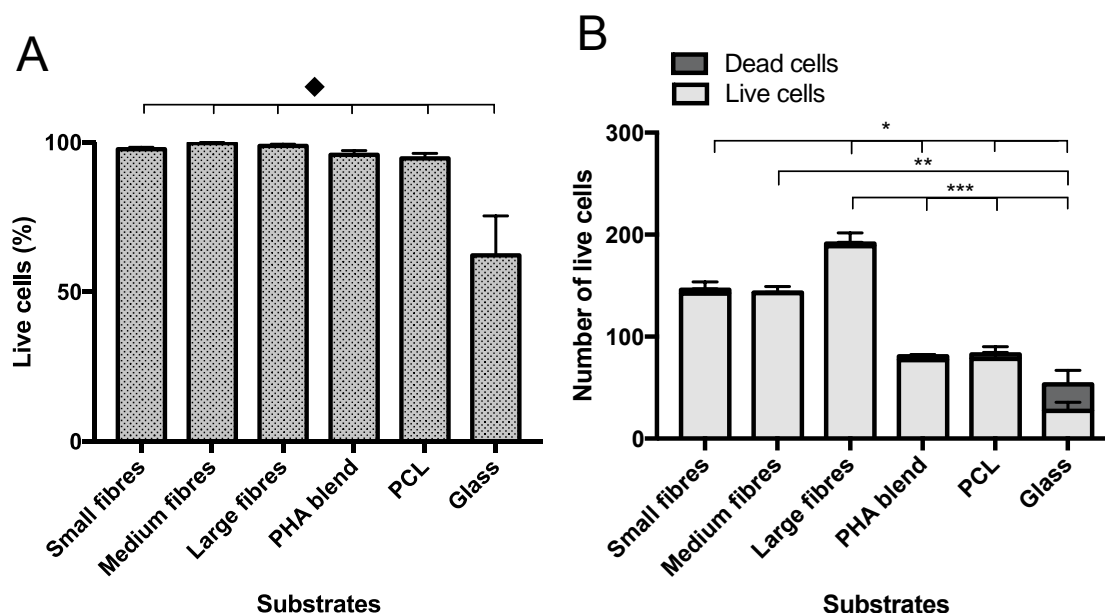 A
◆
100
50
0
Live cells (%)
Small fibres
Medium fibres
Large fibres
PHA blend
PCL
Glass
Substrates
B
Dead cells
Live cells
300
200
100
0
Number of live cells
*
**
***
Small fibres
Medium fibres
Large fibres
PHA blend
PCL
Glass
Substrates